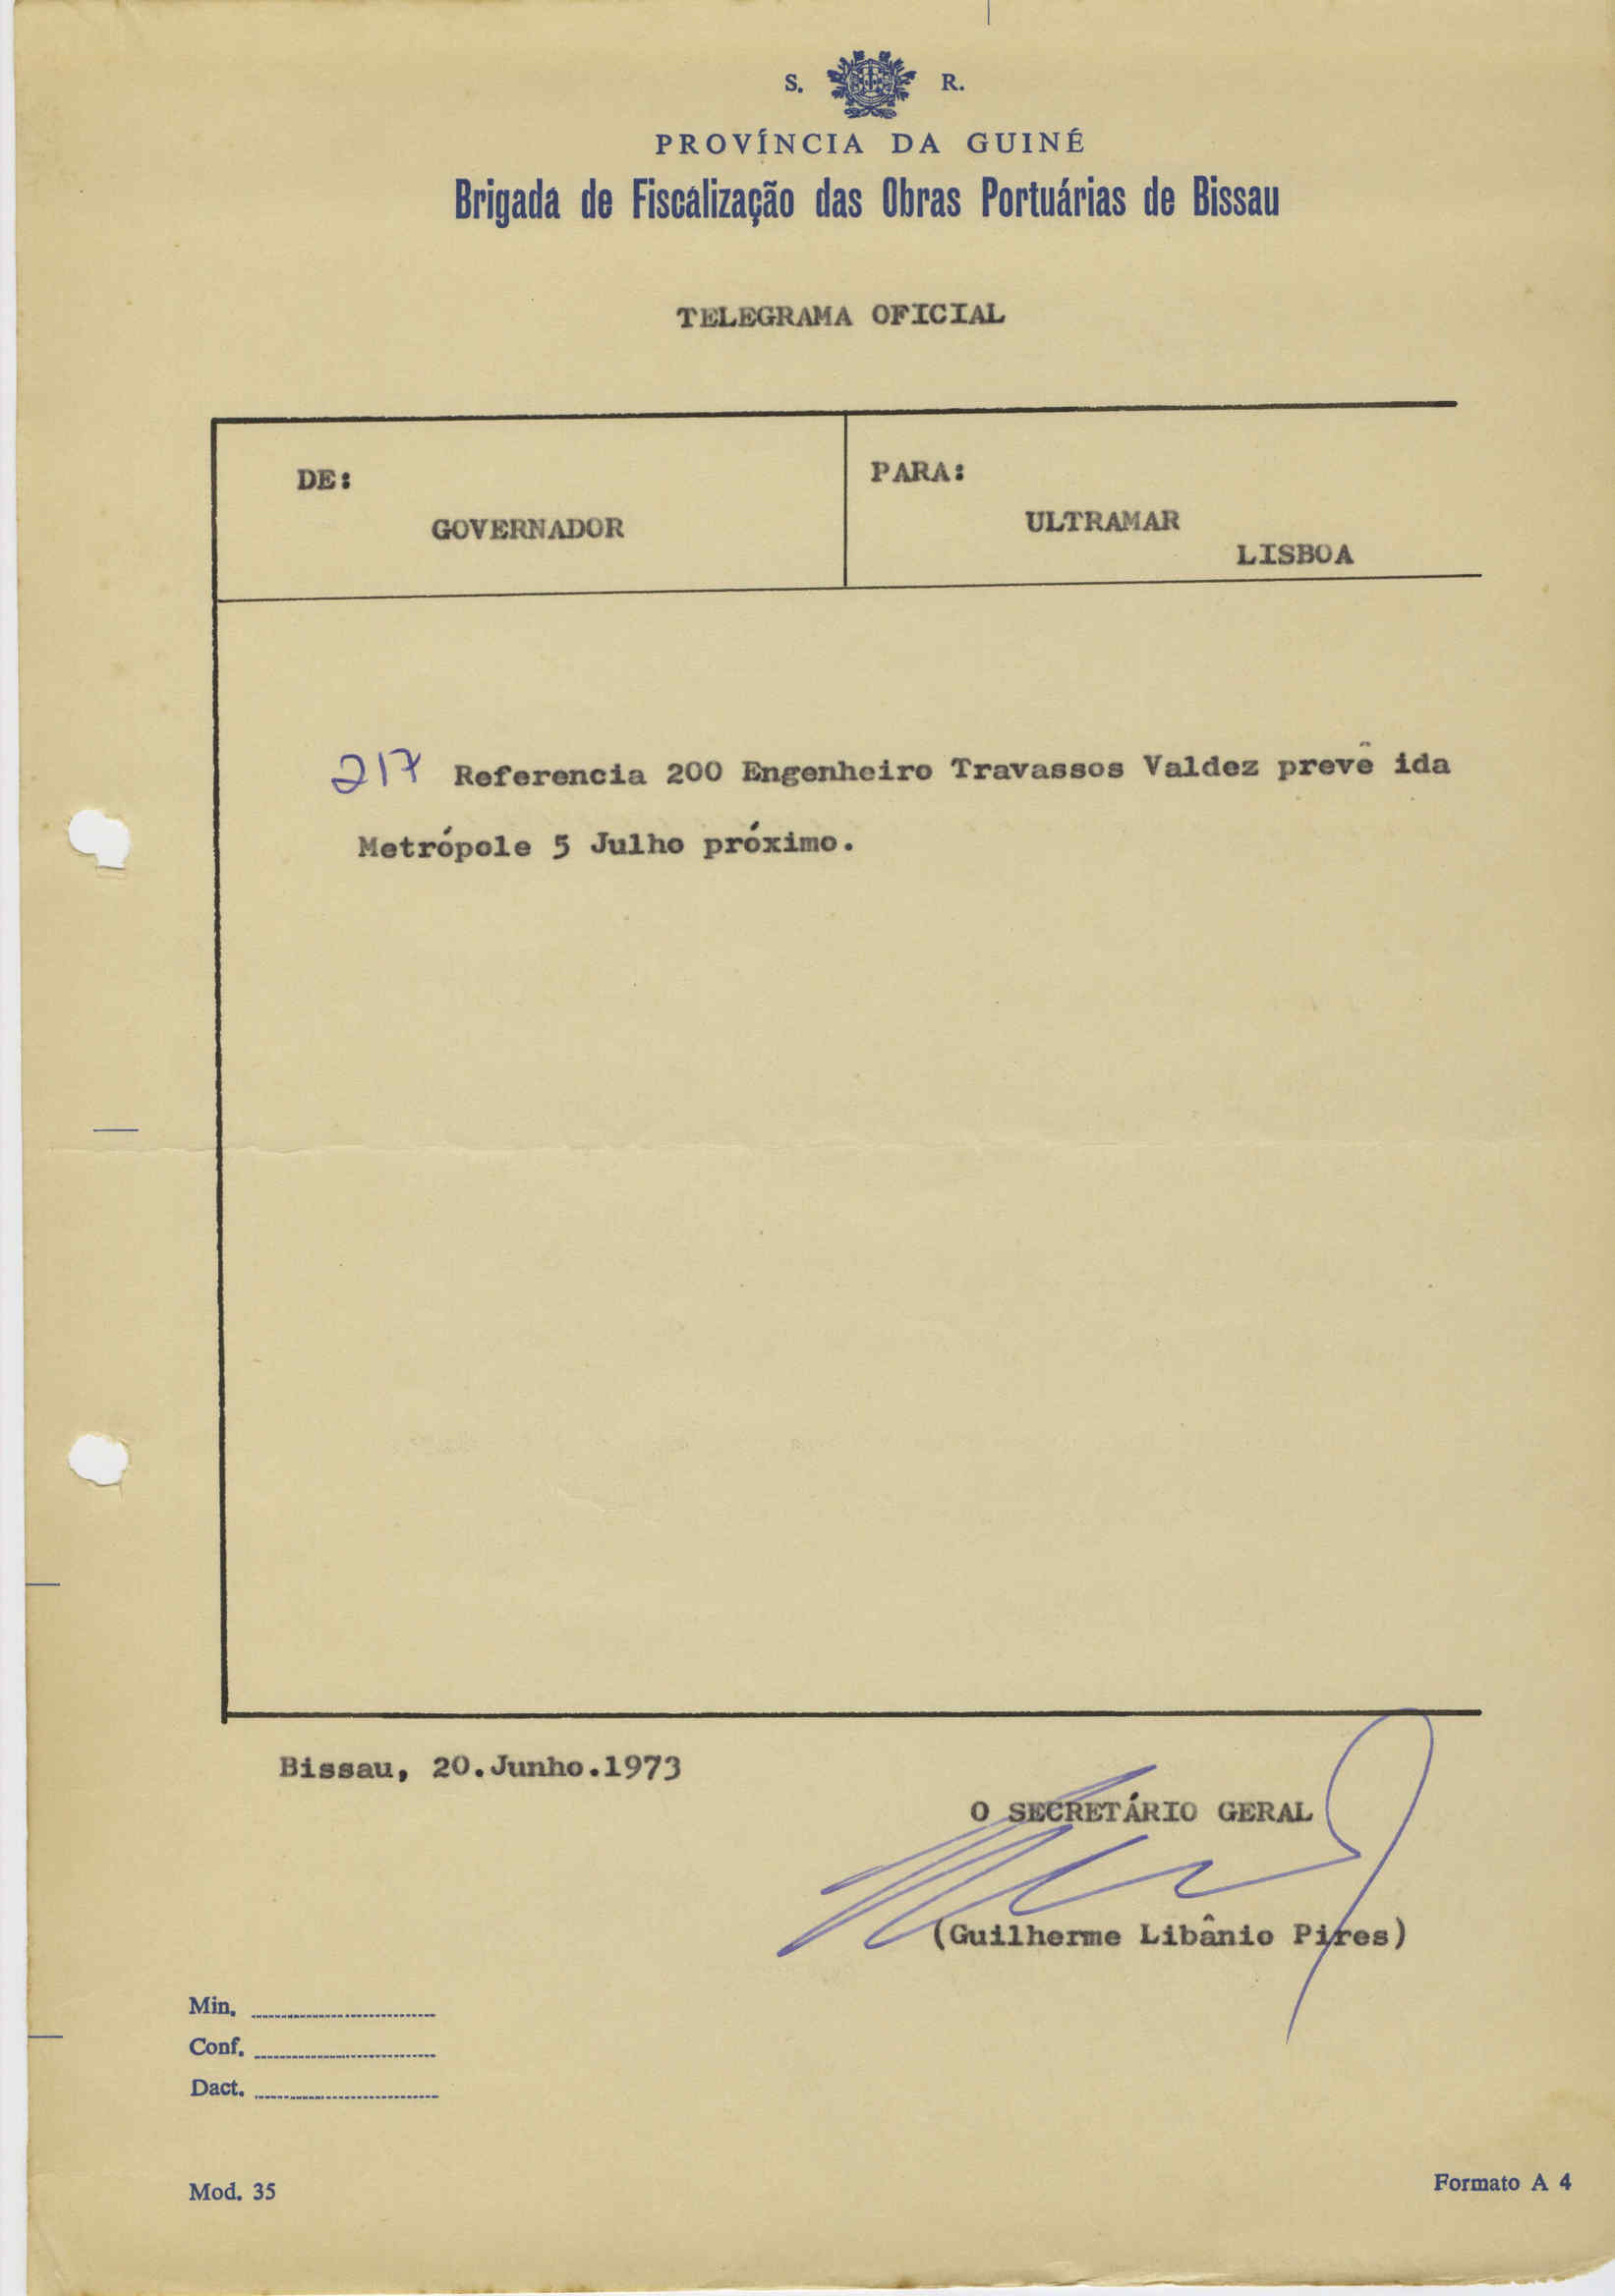 S. R.
PROVÍNCIA DA GUINÉ
Brigada de Fiscalização das Obras Portuárias de Bissau
TELEGRAMA OFICIAL
DE:
GOVERNADOR
PARA:
ULTRAMAR
LISBOA
217 Referencia 200 Engenheiro Travassos Valdez prevê ida
Metrópole 5 Julho próximo.
Bissau, 20.Junho.1973
O SECRETÁRIO GERAL
(Guilherme Libânio Pires)
Min.
Conf.
Dact.
Mod. 35
Formato A 4